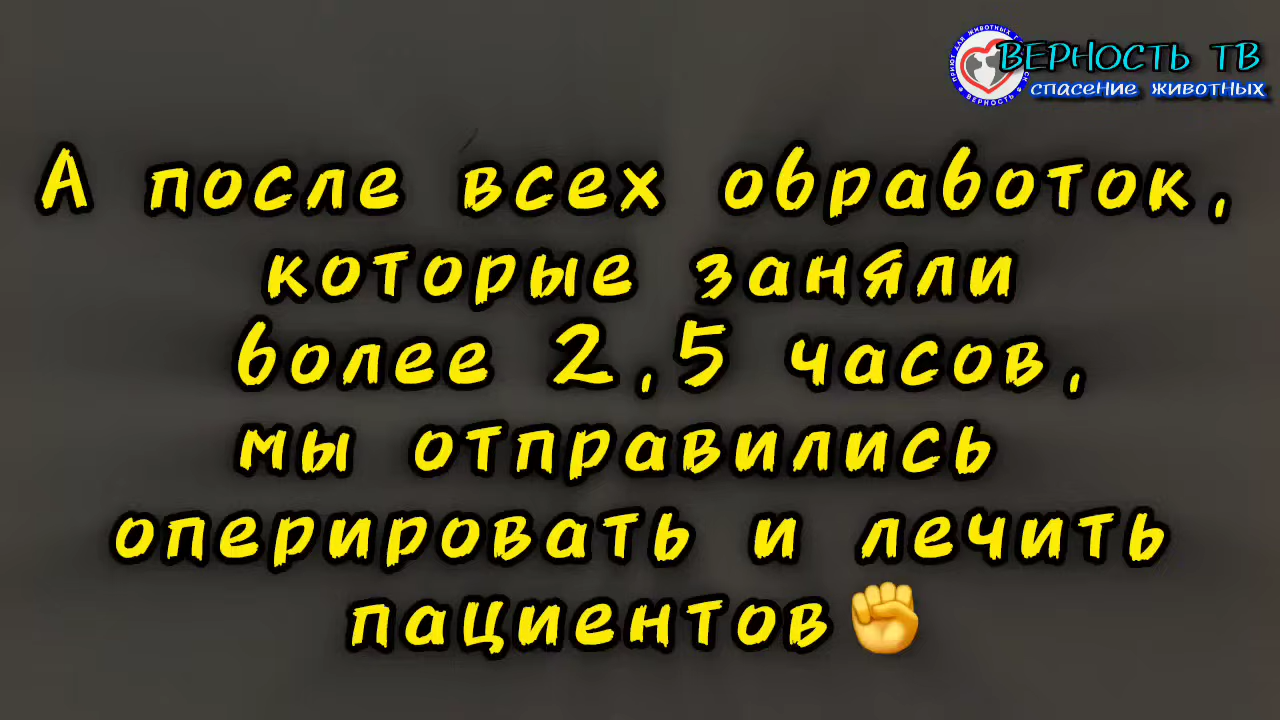 ВЕРНОСТЬ ТВ
спасение животных
А после всех обработок,
которые заняли
более 2,5 часов,
мы отправились
оперировать и лечить
пациентов✊